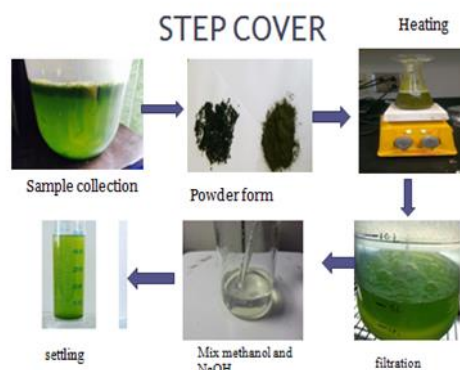 STEP COVER
Heating
Sample collection
Powder form
settling
Mix methanol and
NaOH
filtration